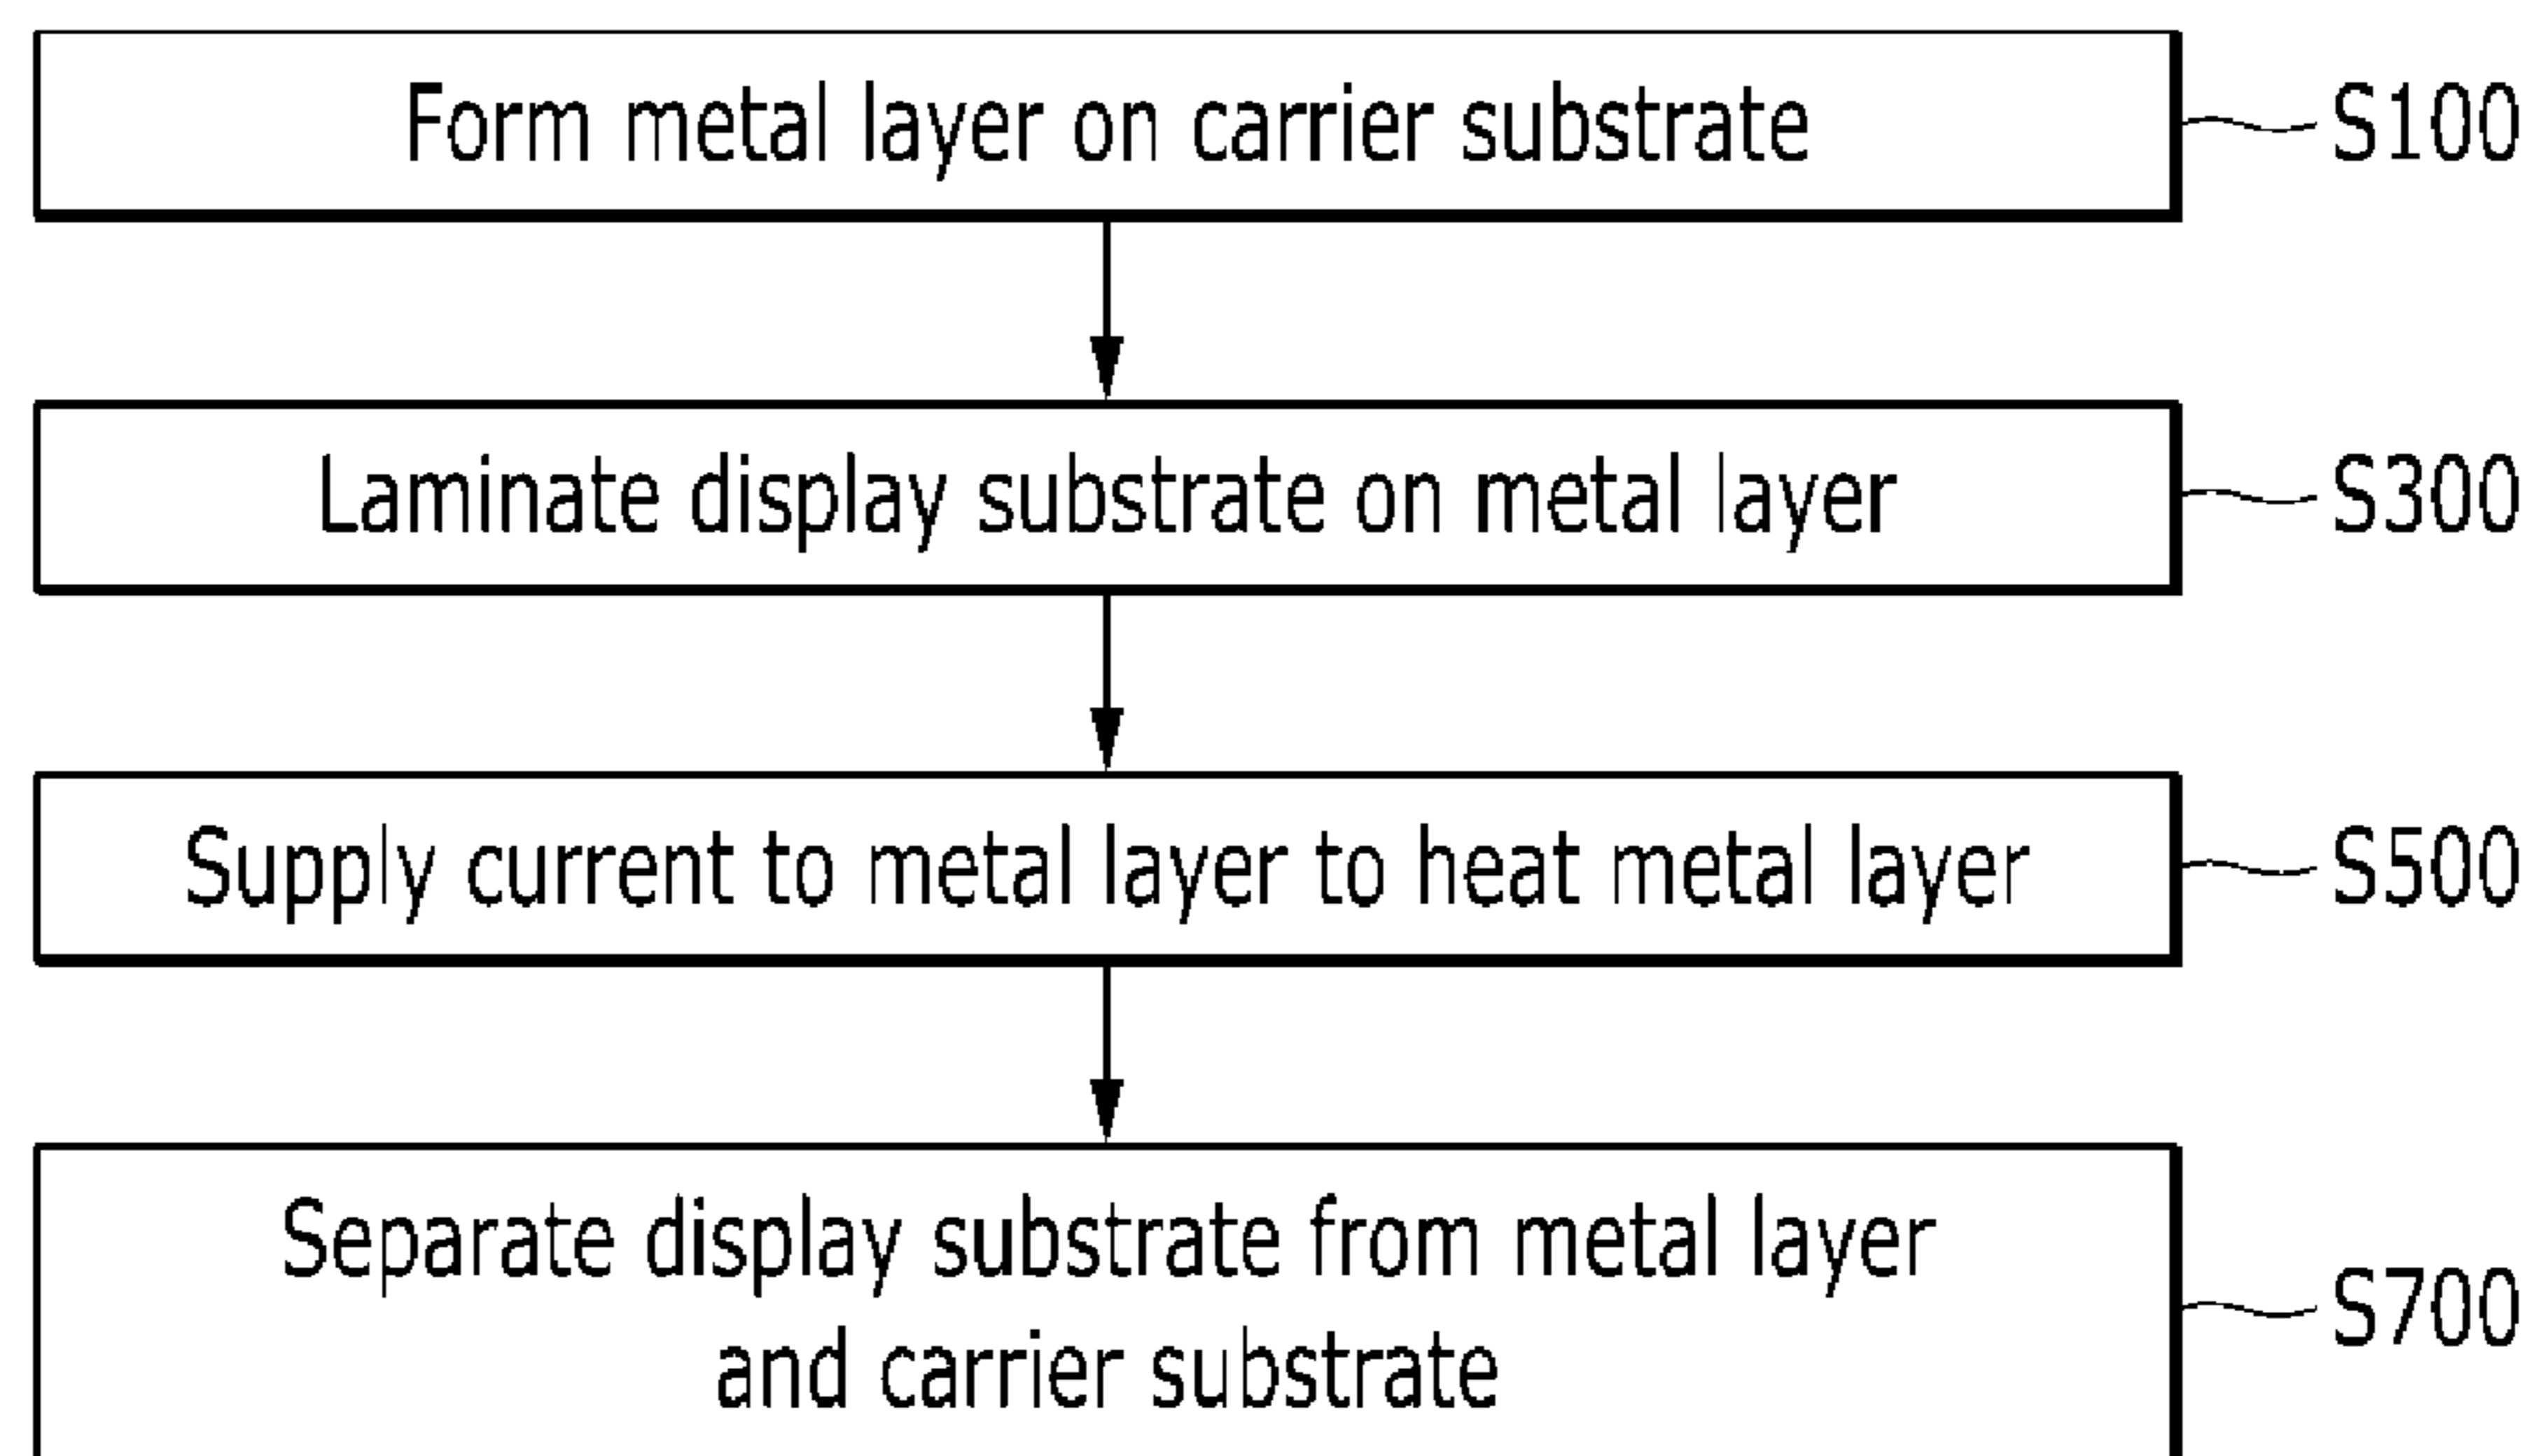 Form metal layer on carrier substrate S100
Laminate display substrate on metal layer S300
Supply current to metal layer to heat metal layer S500
Separate display substrate from metal layer
and carrier substrate
S700